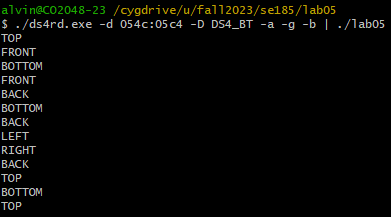 alvin@CO2048-23 /cygdrive/u/fall2023/se185/lab05
$ ./ds4rd.exe -d 054c:05c4 -D DS4_BT -a -g -b | ./lab05
TOP
FRONT
BOTTOM
FRONT
BACK
BOTTOM
BACK
LEFT
RIGHT
BACK
TOP
BOTTOM
TOP